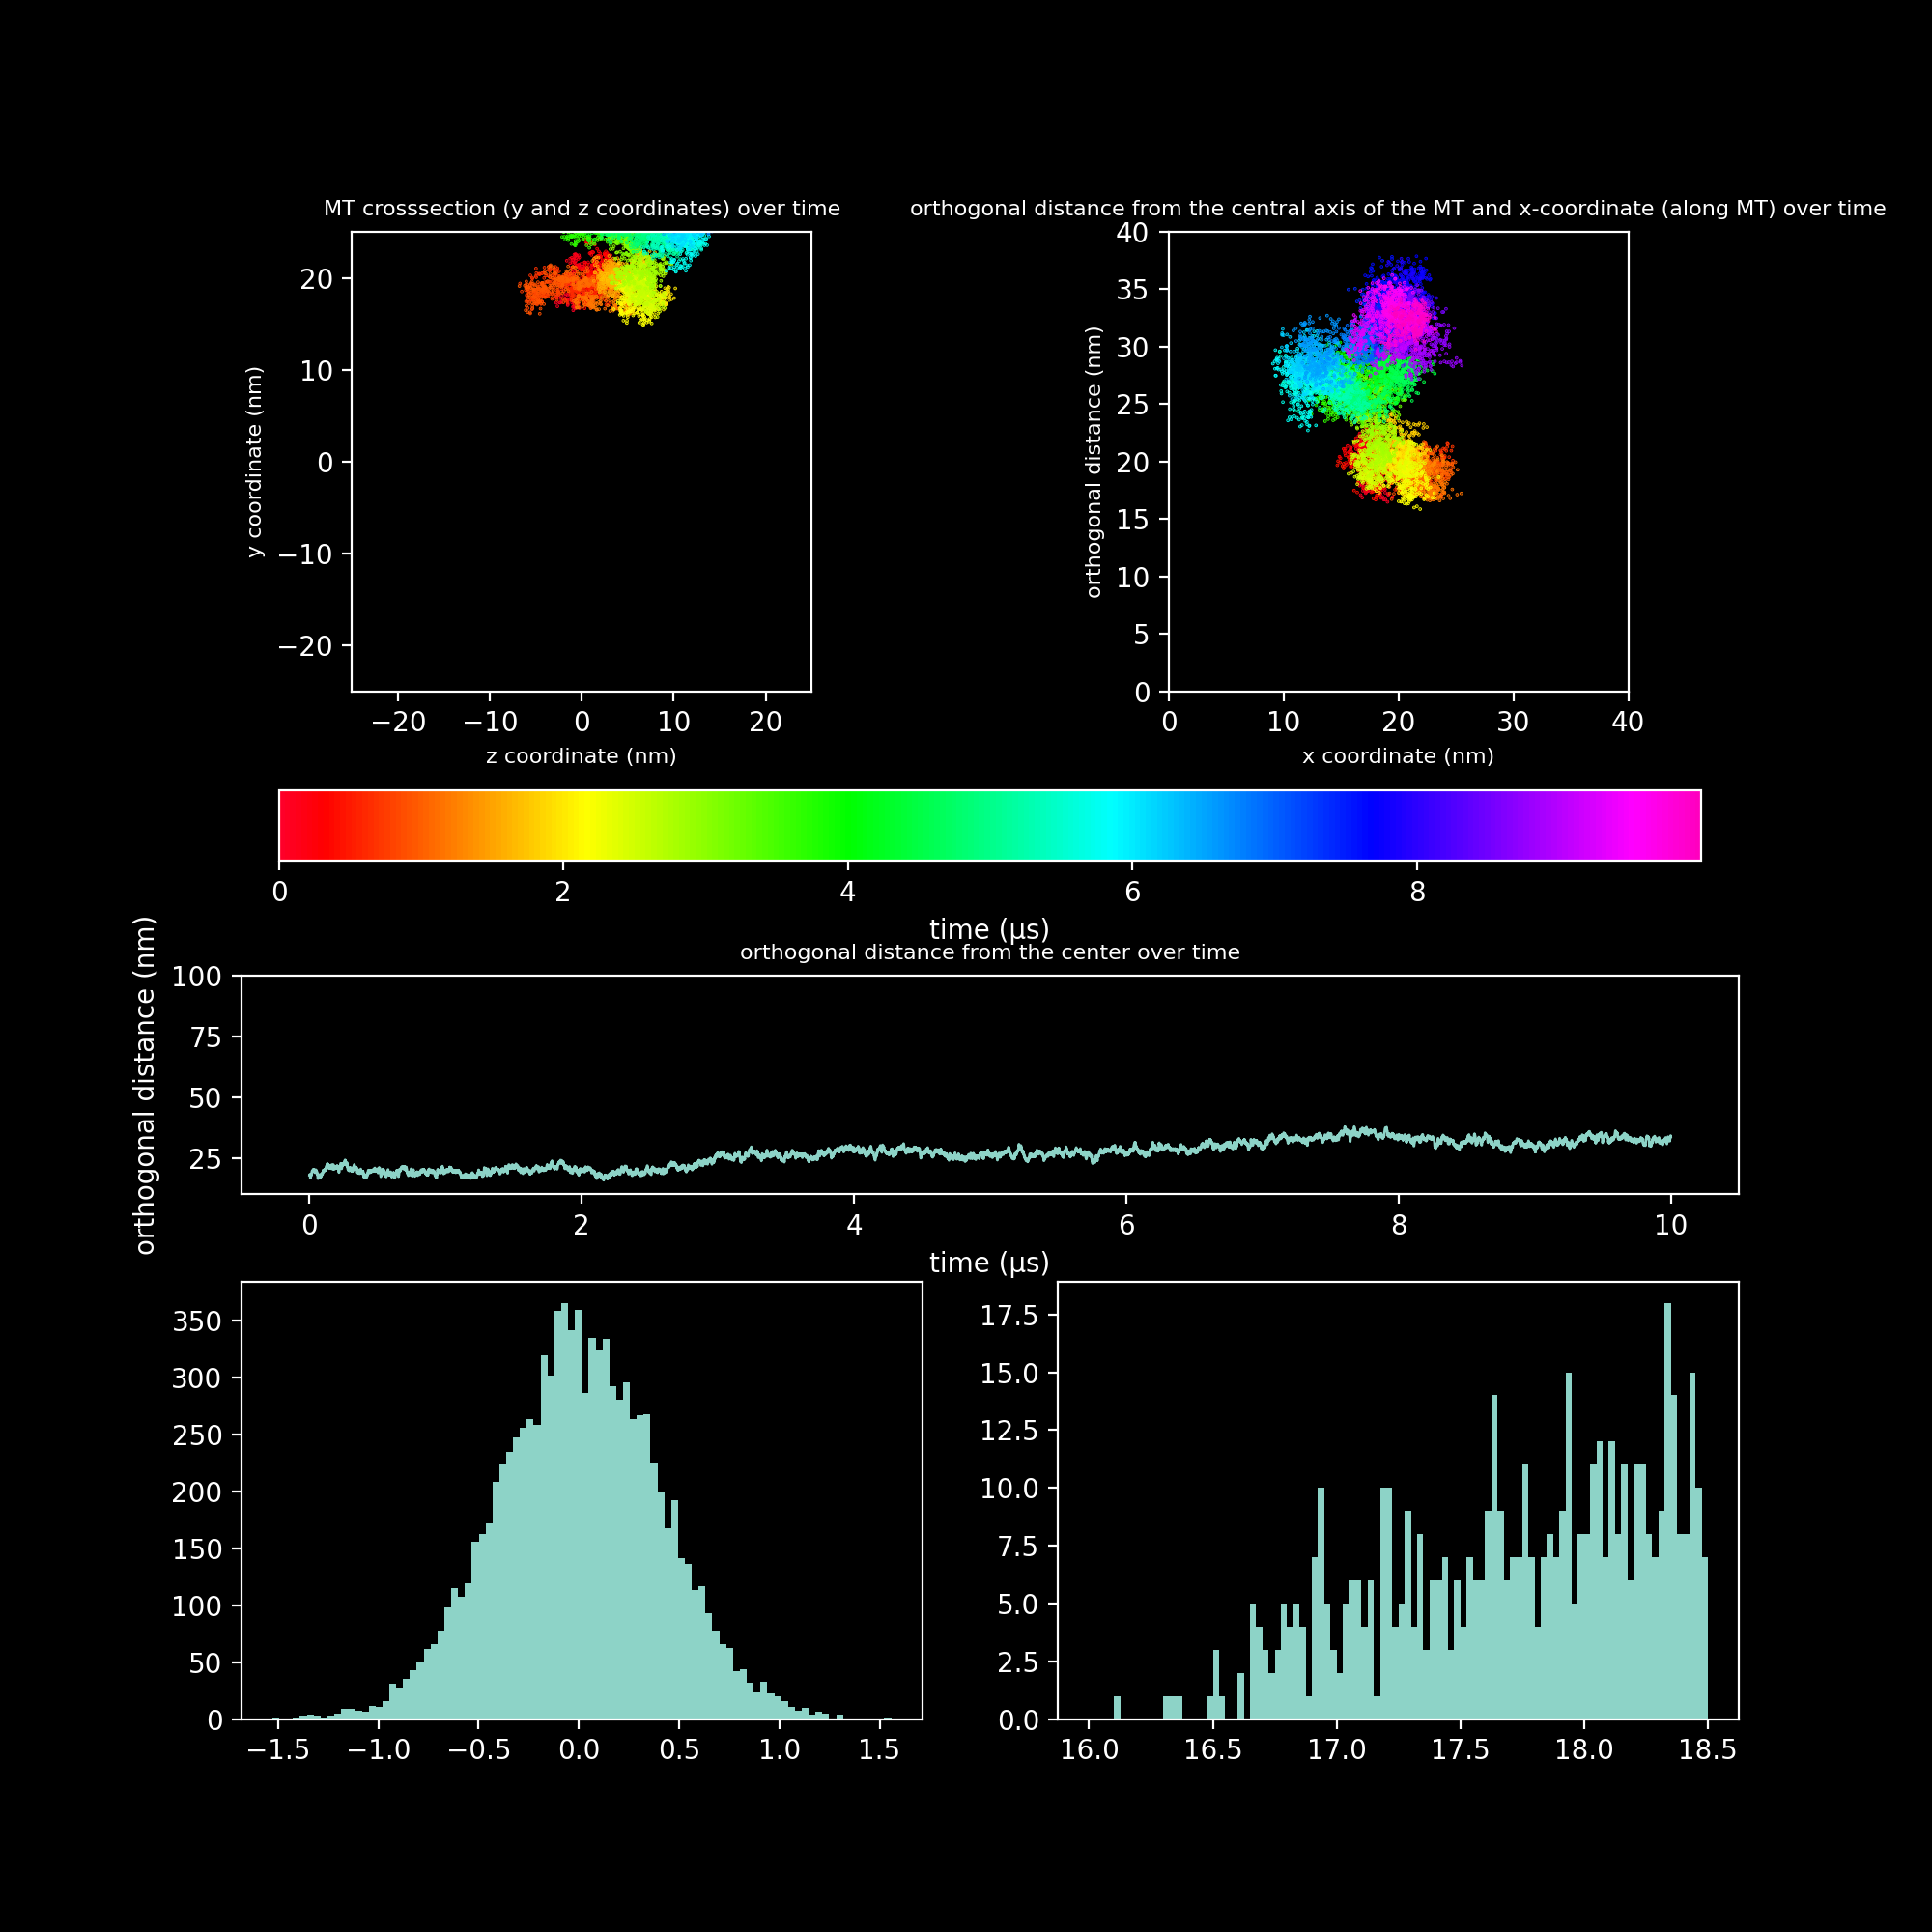 MT crosssection (y and z coordinates) over time
orthogonal distance from the central axis of the MT and x-coordinate (along MT) over time
y coordinate (nm)
20
10
0
−10
−20
−20 −10 0 10 20
z coordinate (nm)
orthogonal distance (nm)
40
35
30
25
20
15
10
5
0
0 10 20 30 40
x coordinate (nm)
0 2 4 6 8
time (µs)
orthogonal distance from the center over time
orthogonal distance (nm)
100
75
50
25
0 2 4 6 8 10
time (µs)
350
300
250
200
150
100
50
0
−1.5 −1.0 −0.5 0.0 0.5 1.0 1.5
17.5
15.0
12.5
10.0
7.5
5.0
2.5
0.0
16.0 16.5 17.0 17.5 18.0 18.5